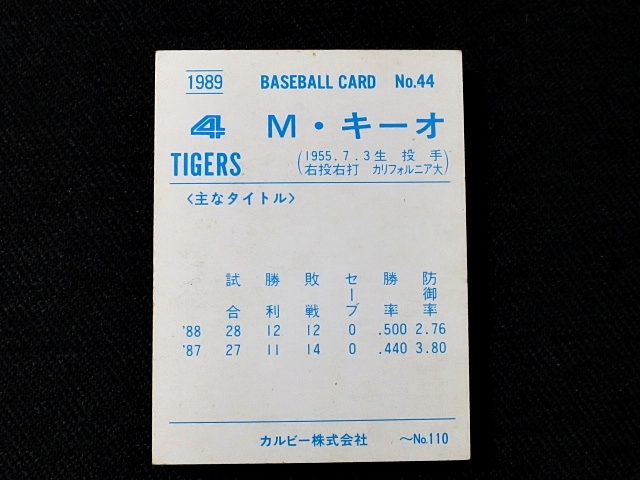 1989 BASEBALL CARD No.44
4 M・キーオ
TIGERS (1955.7.3生 投手
右投右打 カリフォルニア大)
〈主なタイトル〉
試合 勝利 敗戦 セーブ 勝率 防御率
'88 28 12 12 0 .500 2.76
'87 27 11 14 0 .440 3.80
カルビー株式会社 〜No.110